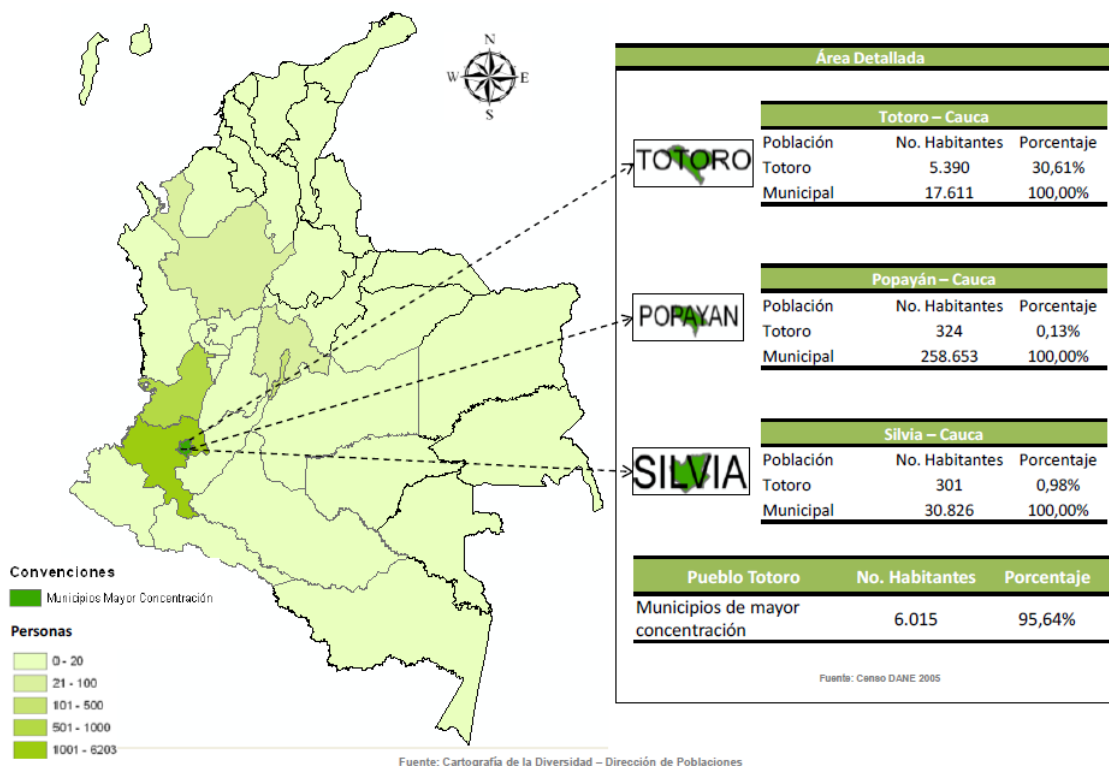 N
W E
S
Convenciones
Municipios Mayor Concentración
Personas
0 - 20
21 - 100
101 - 500
501 - 1000
1001 - 6203
Área Detallada
TOTORO
Totoro – Cauca
Población No. Habitantes Porcentaje
Totoro 5.390 30,61%
Municipal 17.611 100,00%
POPAYAN
Popayán – Cauca
Población No. Habitantes Porcentaje
Totoro 324 0,13%
Municipal 258.653 100,00%
SILVIA
Silvia – Cauca
Población No. Habitantes Porcentaje
Totoro 301 0,98%
Municipal 30.826 100,00%
Pueblo Totoro No. Habitantes Porcentaje
Municipios de mayor
concentración 6.015 95,64%
Fuente: Censo DANE 2005
Fuente: Cartografía de la Diversidad – Dirección de Poblaciones